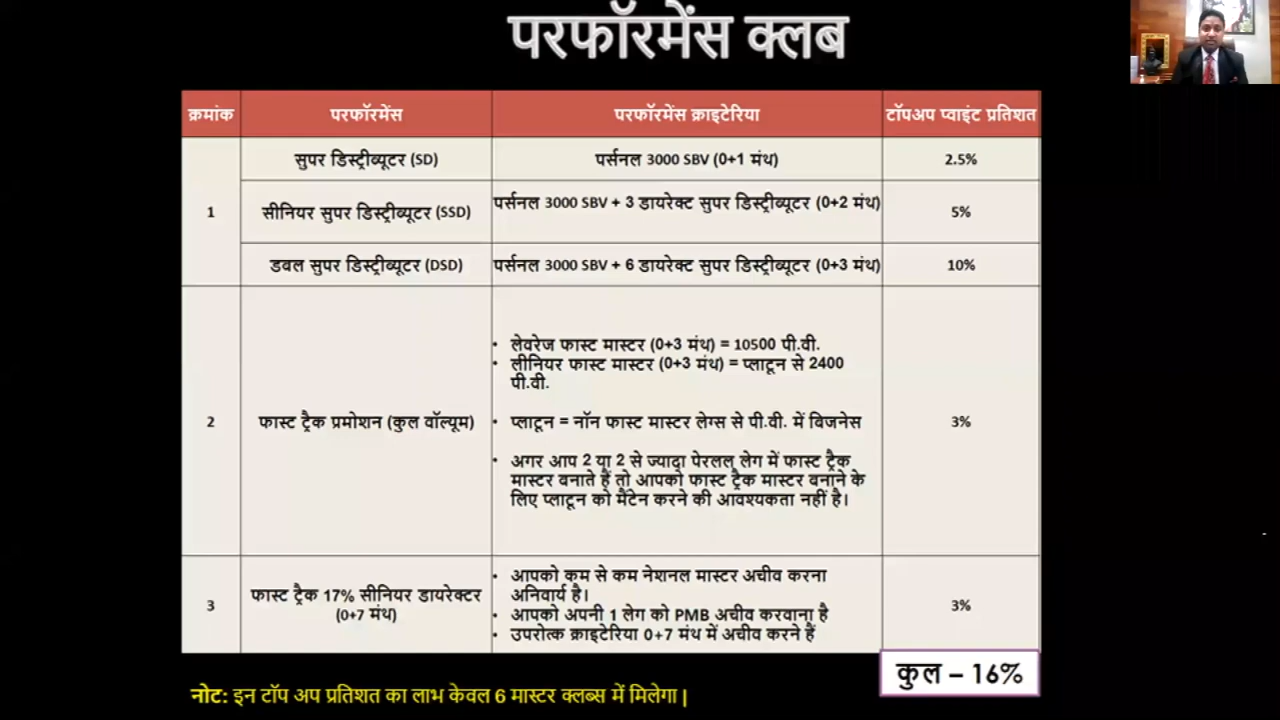 परफॉरमेंस क्लब
क्रमांक परफॉरमेंस परफॉरमेंस क्राइटेरिया टॉपअप प्वाइंट प्रतिशत
सुपर डिस्ट्रीब्यूटर (SD) पर्सनल 3000 SBV (0+1 मंथ) 2.5%
1 सीनियर सुपर डिस्ट्रीब्यूटर (SSD) पर्सनल 3000 SBV + 3 डायरेक्ट सुपर डिस्ट्रीब्यूटर (0+2 मंथ) 5%
डबल सुपर डिस्ट्रीब्यूटर (DSD) पर्सनल 3000 SBV + 6 डायरेक्ट सुपर डिस्ट्रीब्यूटर (0+3 मंथ) 10%
2 फास्ट ट्रैक प्रमोशन (कुल वॉल्यूम)
• लेवरेज फास्ट मास्टर (0+3 मंथ) = 10500 पी.वी.
• लीनियर फास्ट मास्टर (0+3 मंथ) = प्लाटून से 2400
पी.वी.
• प्लाटून = नॉन फास्ट मास्टर लेग्स से पी.वी. में बिजनेस
• अगर आप 2 या 2 से ज्यादा पेरलल लेग में फास्ट ट्रैक
मास्टर बनाते हैं तो आपको फास्ट ट्रैक मास्टर बनाने के
लिए प्लाटून को मैंटेन करने की आवश्यकता नहीं है।
3%
3 फास्ट ट्रैक 17% सीनियर डायरेक्टर
(0+7 मंथ)
• आपको कम से कम नेशनल मास्टर अचीव करना
अनिवार्य है।
• आपको अपनी 1 लेग को PMB अचीव करवाना है
• उपरोत्क क्राइटेरिया 0+7 मंथ में अचीव करने हैं
3%
कुल – 16%
नोट: इन टॉप अप प्रतिशत का लाभ केवल 6 मास्टर क्लब्स में मिलेगा |